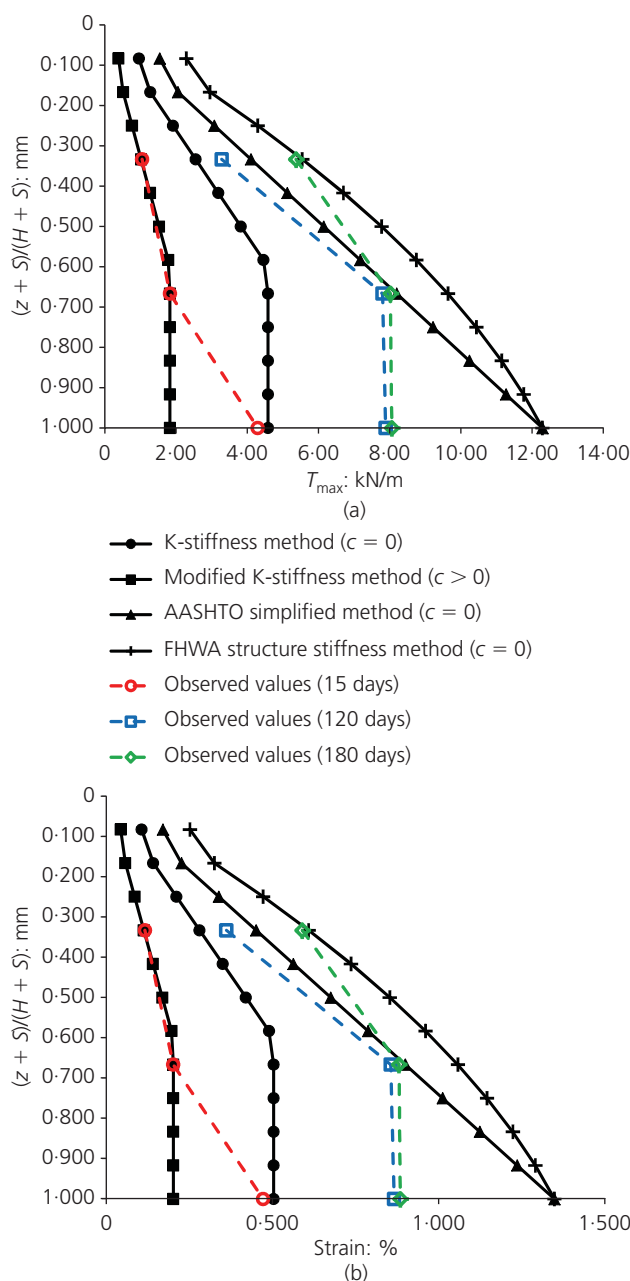 0
0·100
0·200
0·300
0·400
0·500
0·600
0·700
0·800
0·900
1·000
(z + S)/(H + S): mm
0 2·00 4·00 6·00 8·00 10·00 12·00 14·00
Tmax: kN/m
(a)
K-stiffness method (c = 0)
Modified K-stiffness method (c > 0)
AASHTO simplified method (c = 0)
FHWA structure stiffness method (c = 0)
Observed values (15 days)
Observed values (120 days)
Observed values (180 days)
0
0·100
0·200
0·300
0·400
0·500
0·600
0·700
0·800
0·900
1·000
(z + S)/(H + S): mm
0 0·500 1·000 1·500
Strain: %
(b)